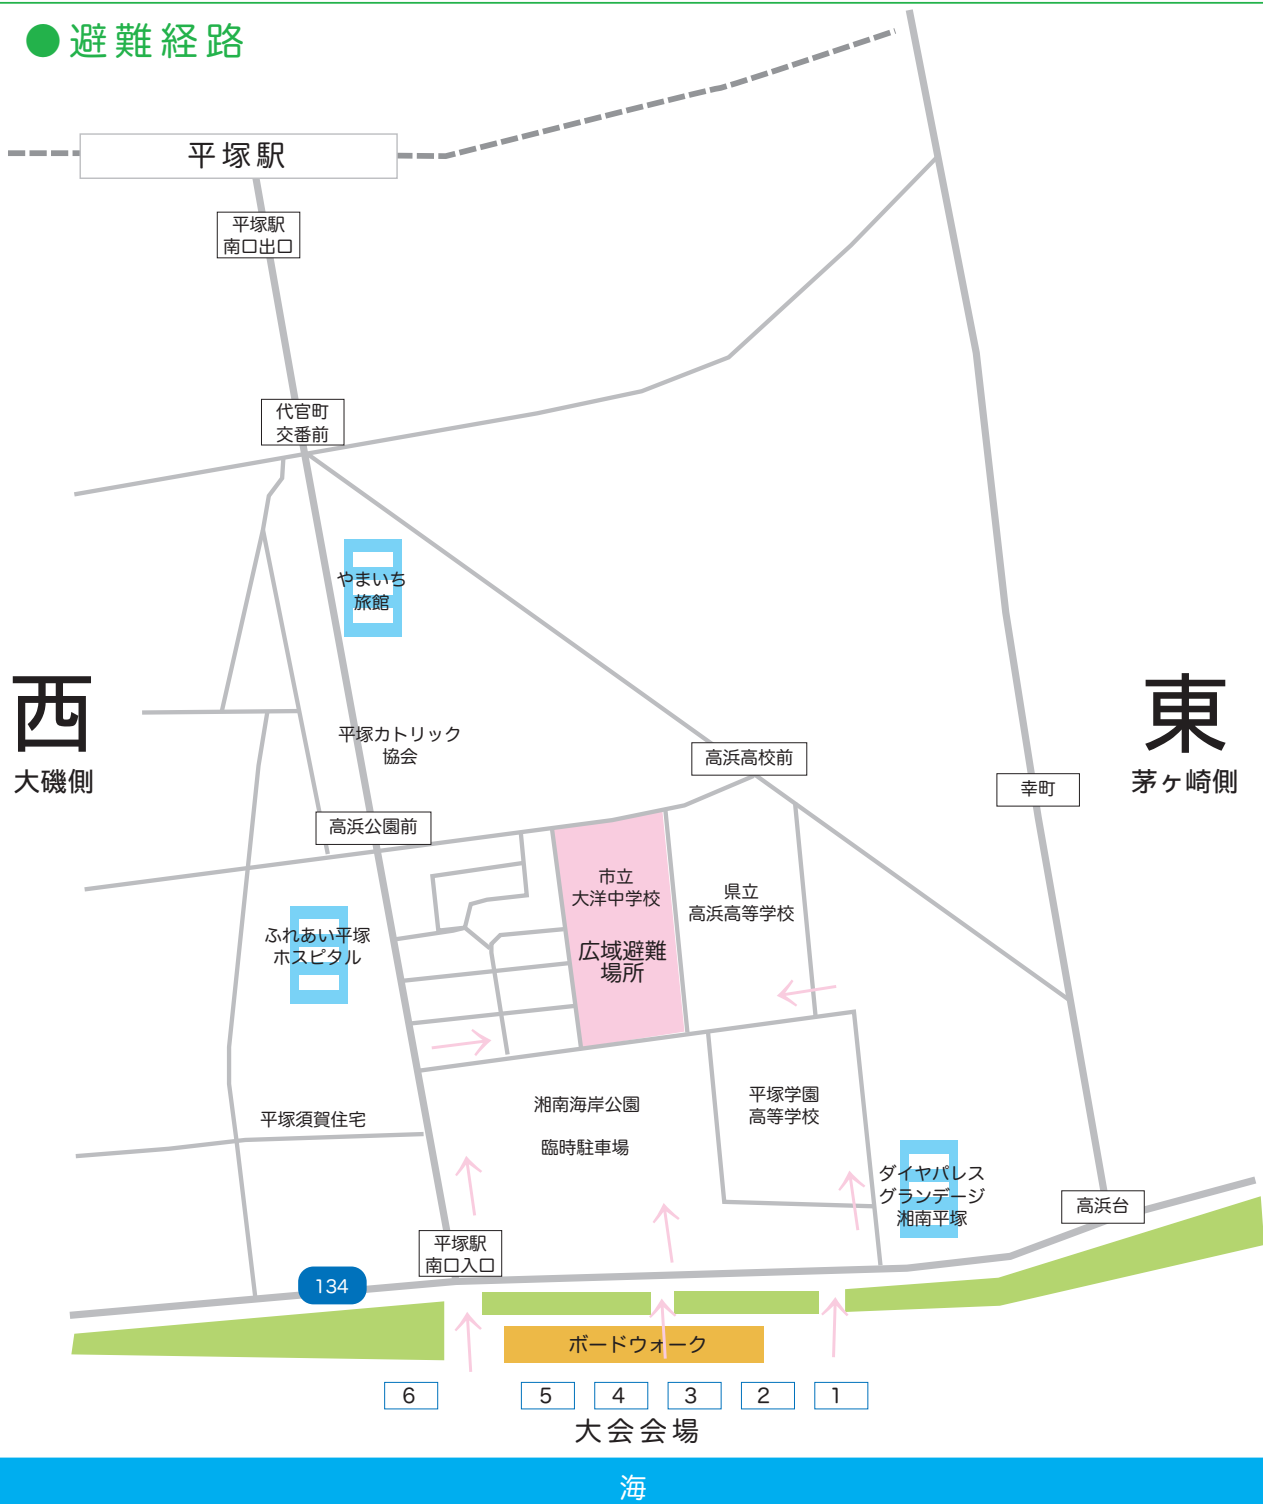 ●避難経路
平塚駅
平塚駅
南口出口
代官町
交番前
やまいち
旅館
西
大磯側
東
茅ヶ崎側
平塚カトリック
協会
高浜高校前
幸町
高浜公園前
市立
大洋中学校
広域避難
場所
県立
高浜高等学校
ふれあい平塚
ホスピタル
湘南海岸公園
臨時駐車場
平塚学園
高等学校
平塚須賀住宅
ダイヤパレス
グランデージ
湘南平塚
高浜台
平塚駅
南口入口
134
ボードウォーク
6 5 4 3 2 1
大会会場
海